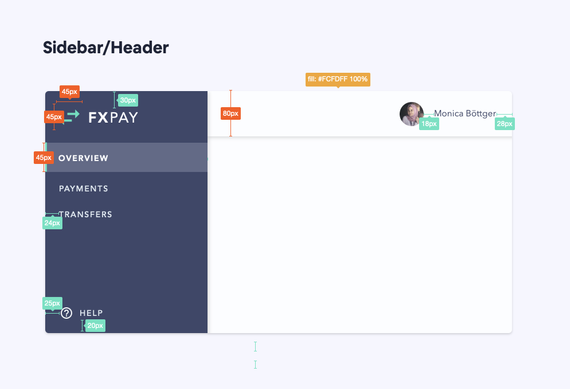 Sidebar/Header
fill: #FCFDFF 100%
45px
30px
45px
FXPAY
80px
Monica Böttger
18px
28px
45px
OVERVIEW
PAYMENTS
TRANSFERS
24px
25px
HELP
20px